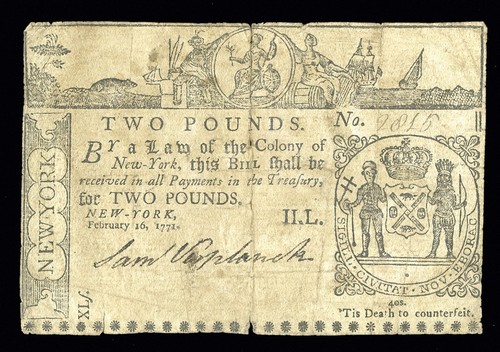 TWO POUNDS.
No. 9815
By a Law of the Colony of
New-York, this BILL shall be
received in all Payments in the Treasury,
for TWO POUNDS.
NEW-YORK,
February 16, 1771.
II.L.
Saml Verplanck
NEW-YORK
XLs.
SIGILL. CIVITAT. NOV. EBORAC.
40s.
'Tis Death to counterfeit.